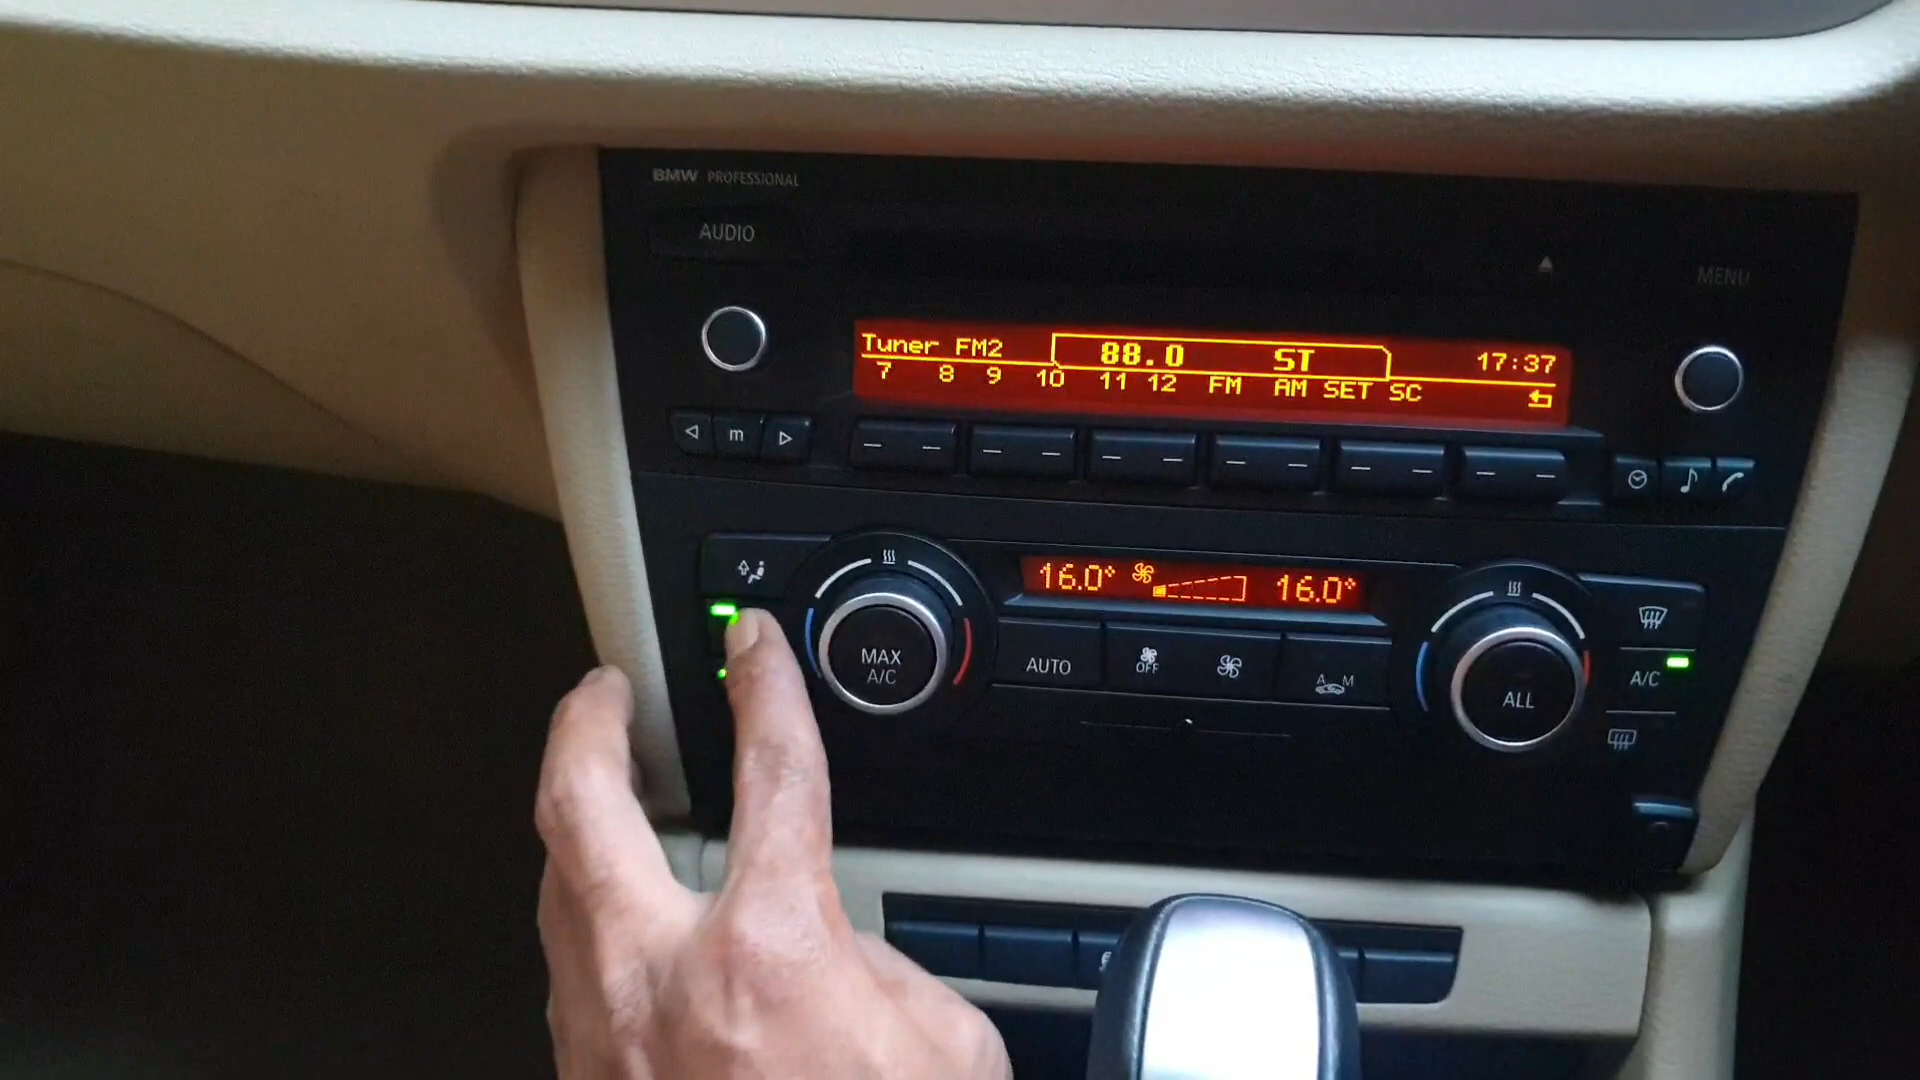 BMW PROFESSIONAL
AUDIO
MENU
Tuner FM2 88.0 ST 17:37
7 8 9 10 11 12 FM AM SET SC
m
16.0° 16.0°
MAX
A/C
AUTO
OFF
A M
ALL
A/C